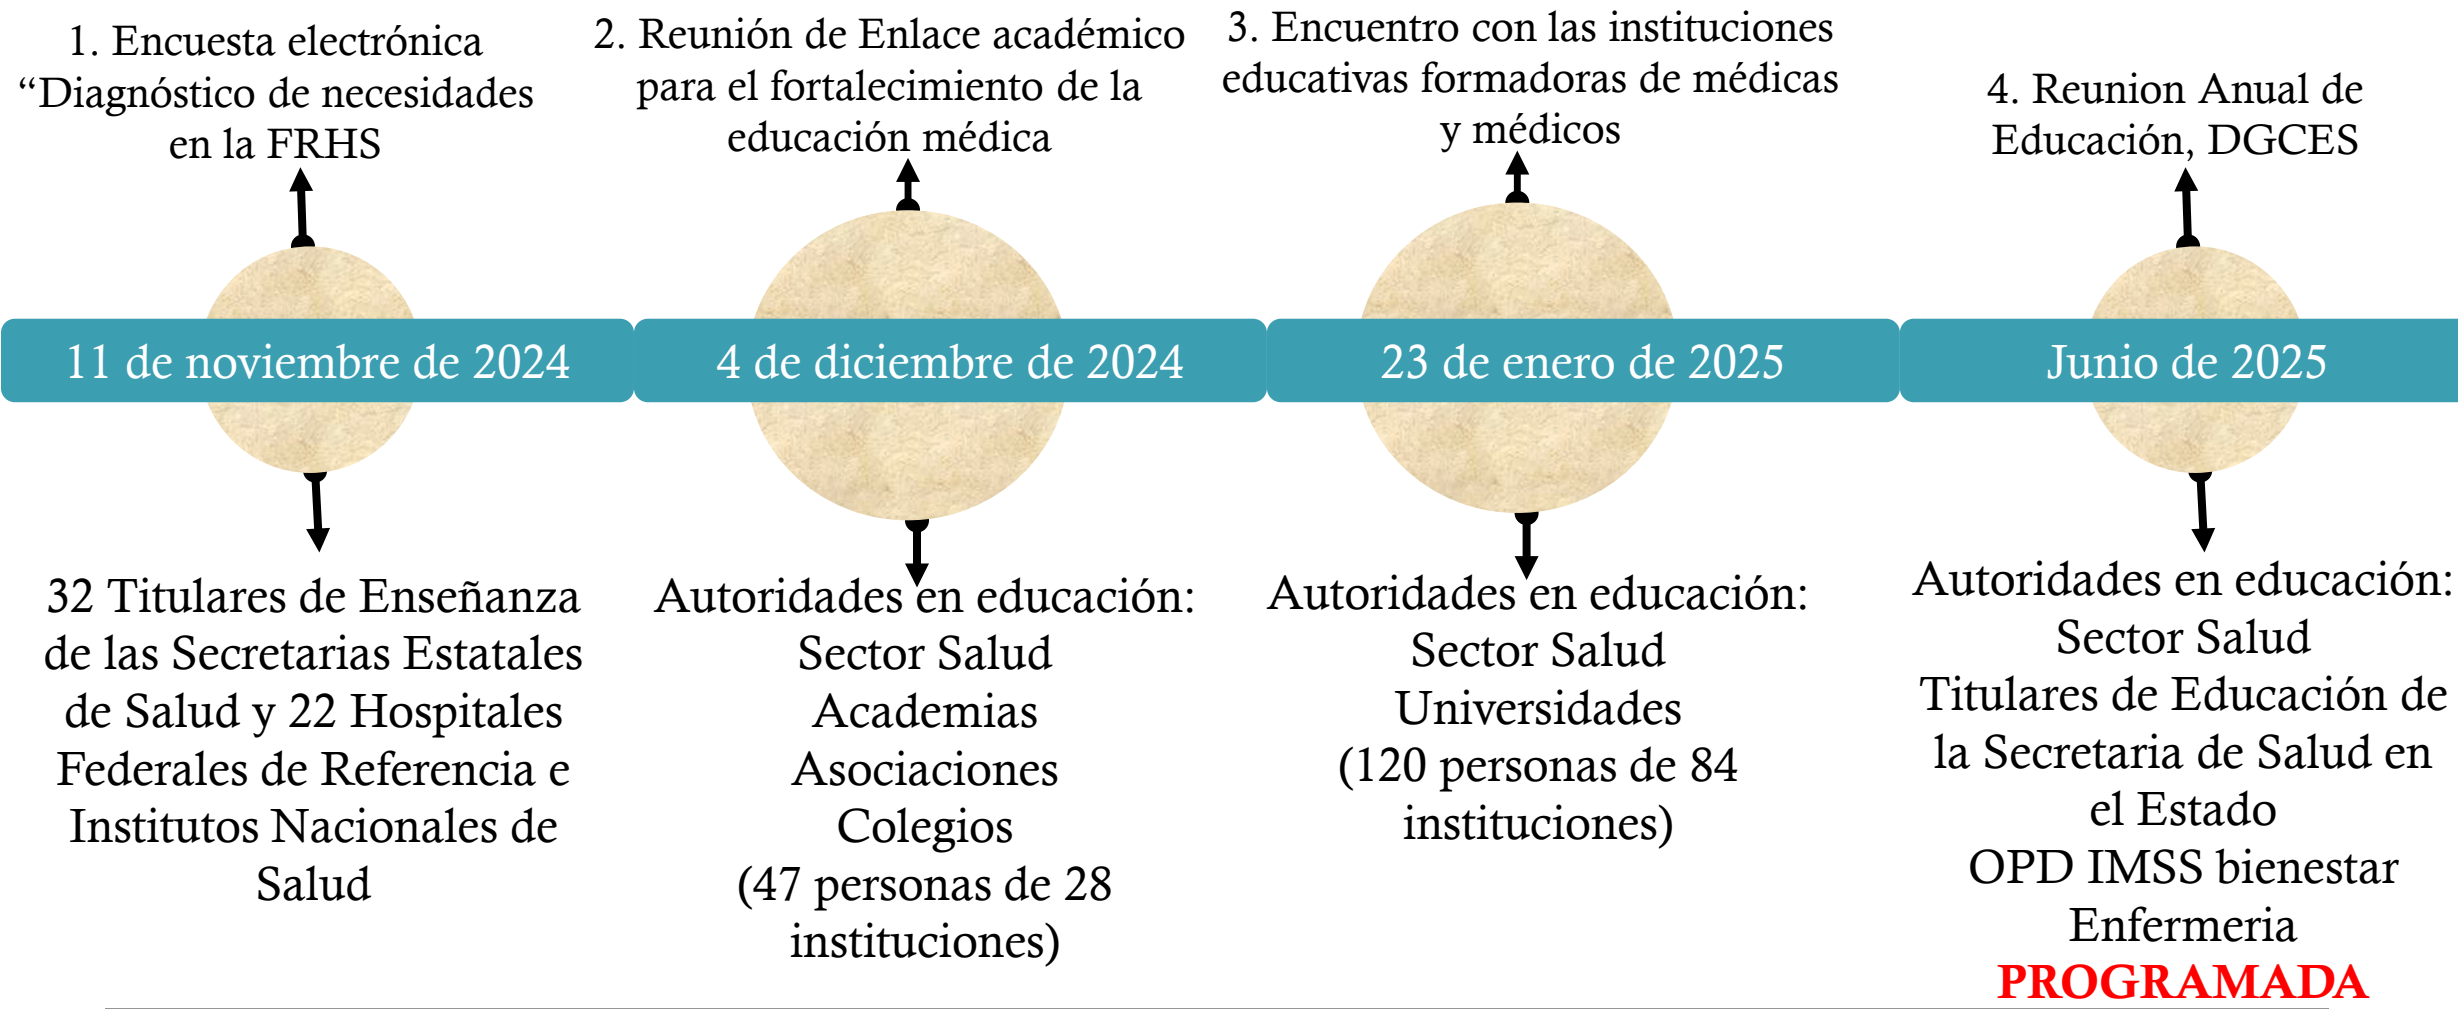 1. Encuesta electrónica
“Diagnóstico de necesidades
en la FRHS
2. Reunión de Enlace académico
para el fortalecimiento de la
educación médica
3. Encuentro con las instituciones
educativas formadoras de médicas
y médicos
4. Reunion Anual de
Educación, DGCES
11 de noviembre de 2024
4 de diciembre de 2024
23 de enero de 2025
Junio de 2025
32 Titulares de Enseñanza
de las Secretarias Estatales
de Salud y 22 Hospitales
Federales de Referencia e
Institutos Nacionales de
Salud
Autoridades en educación:
Sector Salud
Academias
Asociaciones
Colegios
(47 personas de 28
instituciones)
Autoridades en educación:
Sector Salud
Universidades
(120 personas de 84
instituciones)
Autoridades en educación:
Sector Salud
Titulares de Educación de
la Secretaria de Salud en
el Estado
OPD IMSS bienestar
Enfermeria
PROGRAMADA